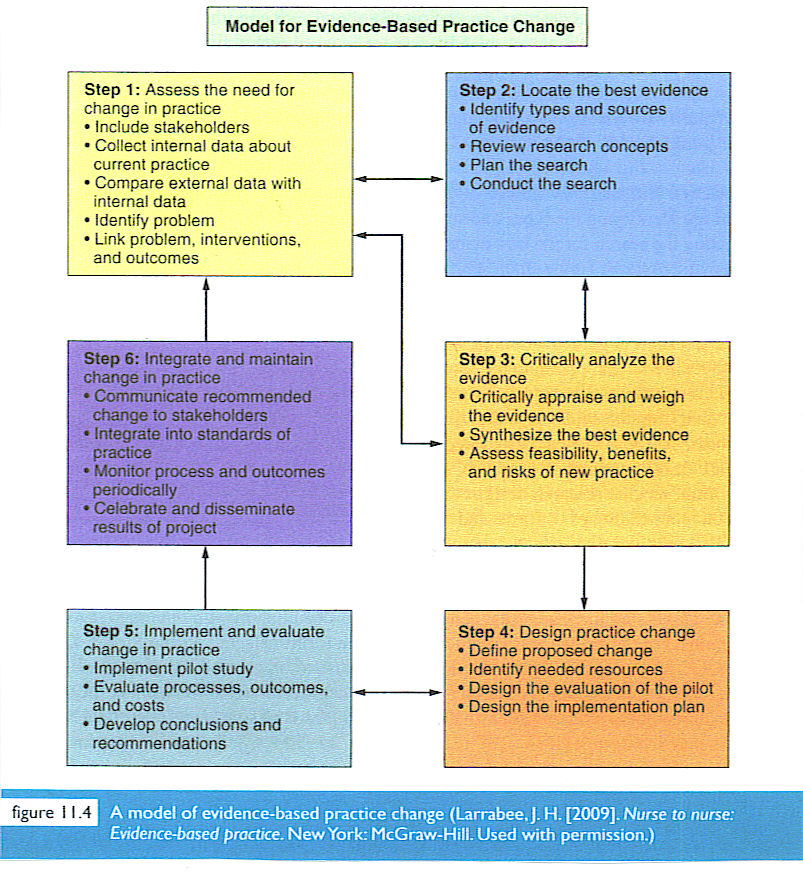 Model for Evidence-Based Practice Change
Step 1: Assess the need for
change in practice
• Include stakeholders
• Collect internal data about
current practice
• Compare external data with
internal data
• Identify problem
• Link problem, interventions,
and outcomes
Step 2: Locate the best evidence
• Identify types and sources
of evidence
• Review research concepts
• Plan the search
• Conduct the search
Step 3: Critically analyze the
evidence
• Critically appraise and weigh
the evidence
• Synthesize the best evidence
• Assess feasibility, benefits,
and risks of new practice
Step 4: Design practice change
• Define proposed change
• Identify needed resources
• Design the evaluation of the pilot
• Design the implementation plan
Step 5: Implement and evaluate
change in practice
• Implement pilot study
• Evaluate processes, outcomes,
and costs
• Develop conclusions and
recommendations
Step 6: Integrate and maintain
change in practice
• Communicate recommended
change to stakeholders
• Integrate into standards of
practice
• Monitor process and outcomes
periodically
• Celebrate and disseminate
results of project
figure 11.4
A model of evidence-based practice change (Larrabee, J. H. [2009]. Nurse to nurse:
Evidence-based practice. New York: McGraw-Hill. Used with permission.)